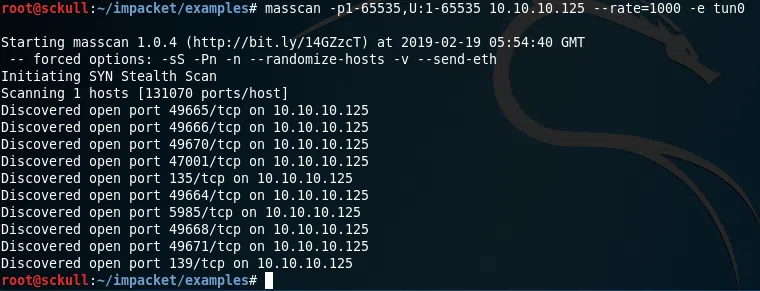 root@sckull:~/impacket/examples# masscan -p1-65535,U:1-65535 10.10.10.125 --rate=1000 -e tun0
Starting masscan 1.0.4 (http://bit.ly/14GZzcT) at 2019-02-19 05:54:40 GMT
-- forced options: -sS -Pn -n --randomize-hosts -v --send-eth
Initiating SYN Stealth Scan
Scanning 1 hosts [131070 ports/host]
Discovered open port 49665/tcp on 10.10.10.125
Discovered open port 49666/tcp on 10.10.10.125
Discovered open port 49670/tcp on 10.10.10.125
Discovered open port 47001/tcp on 10.10.10.125
Discovered open port 135/tcp on 10.10.10.125
Discovered open port 49664/tcp on 10.10.10.125
Discovered open port 5985/tcp on 10.10.10.125
Discovered open port 49668/tcp on 10.10.10.125
Discovered open port 49671/tcp on 10.10.10.125
Discovered open port 139/tcp on 10.10.10.125
root@sckull:~/impacket/examples#